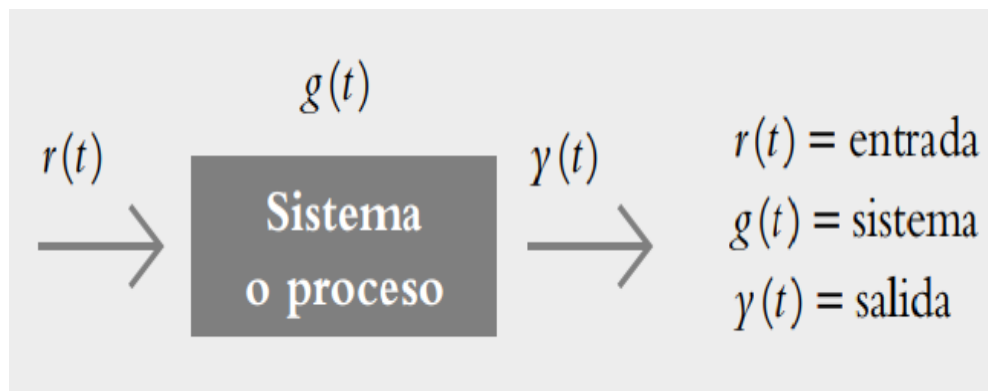 g(t)
r(t)
Sistema
o proceso
γ(t)
r(t) = entrada
g(t) = sistema
γ(t) = salida